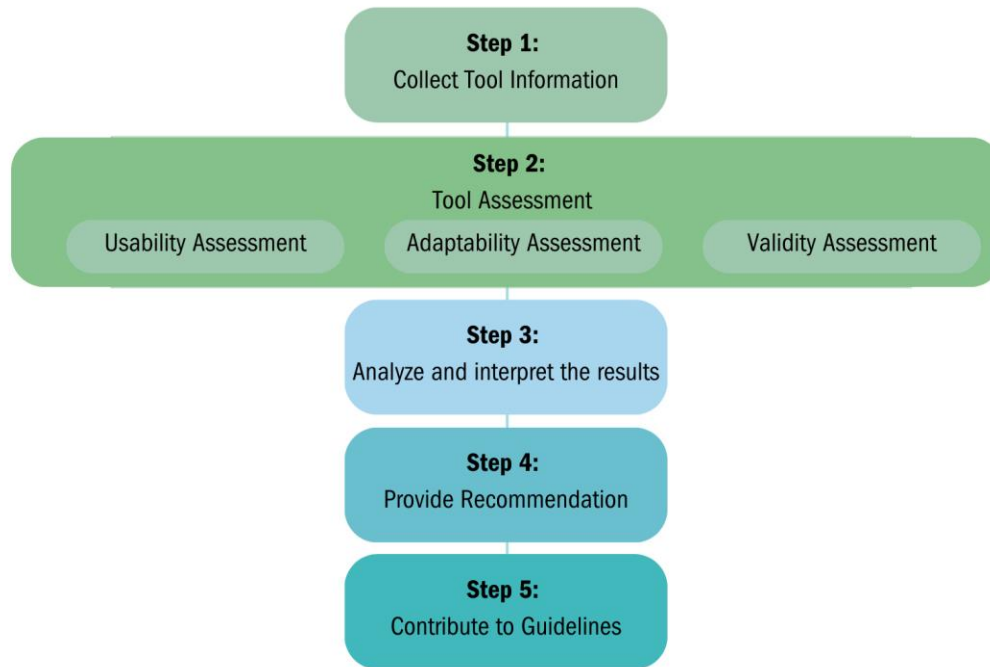 Step 1:
Collect Tool Information
Step 2:
Tool Assessment
Usability Assessment
Adaptability Assessment
Validity Assessment
Step 3:
Analyze and interpret the results
Step 4:
Provide Recommendation
Step 5:
Contribute to Guidelines